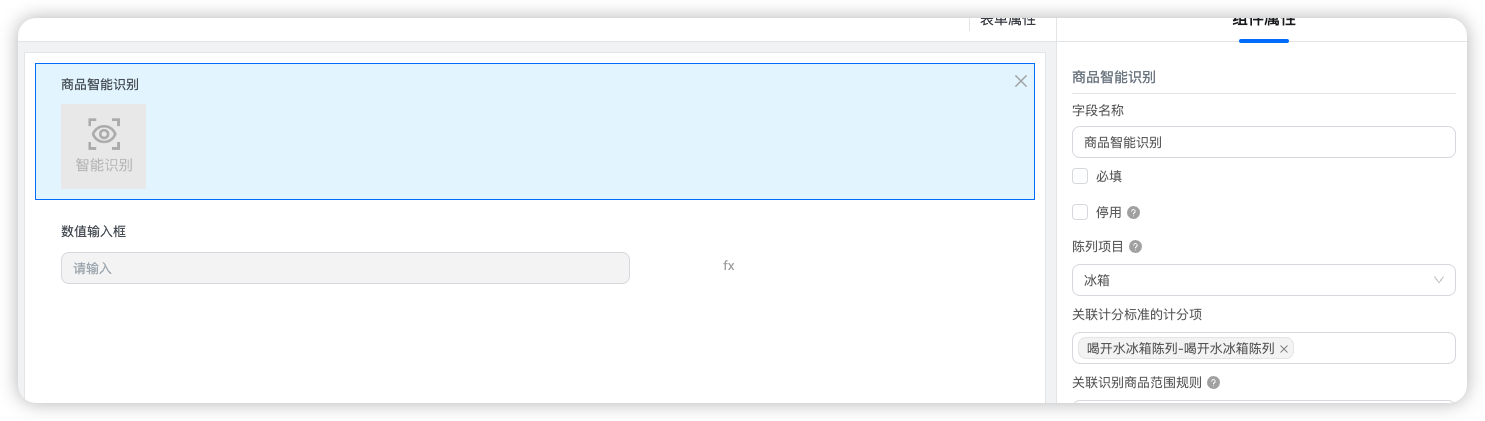 表单属性
组件属性
商品智能识别
智能识别
数值输入框
请输入
fx
商品智能识别
字段名称
商品智能识别
必填
停用
陈列项目
冰箱
关联计分标准的计分项
喝开水冰箱陈列-喝开水冰箱陈列
关联识别商品范围规则